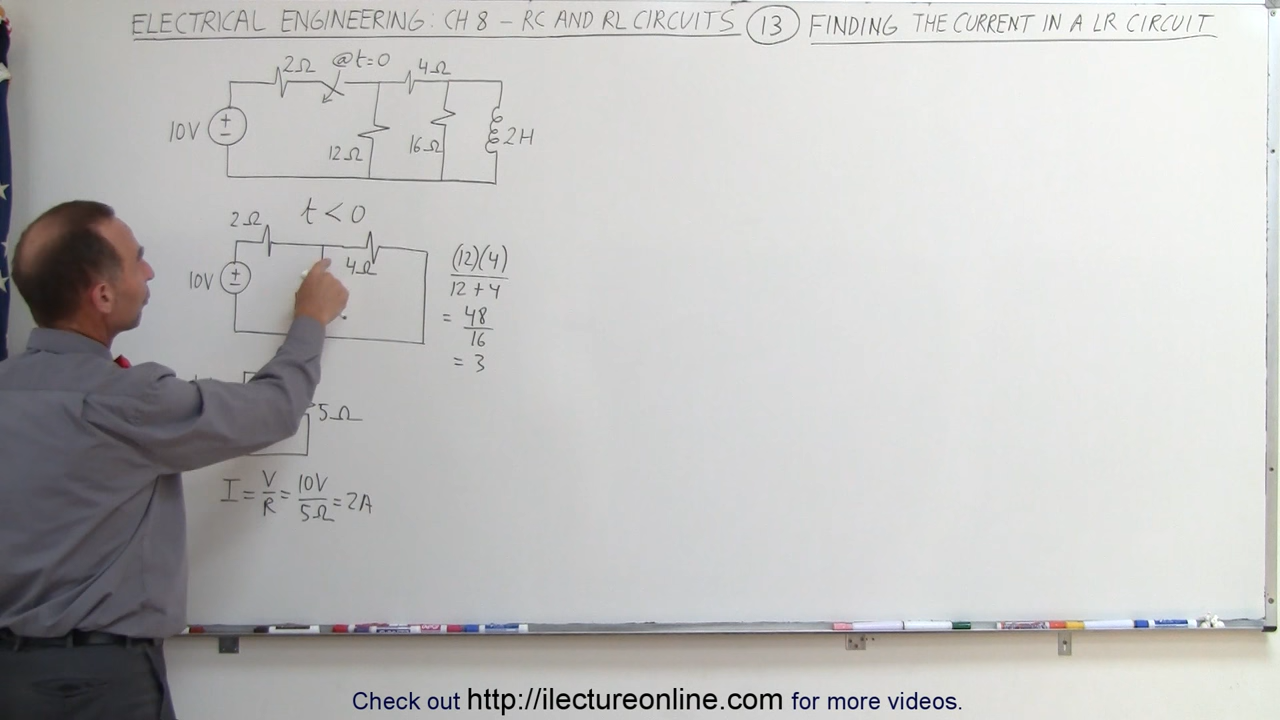 ELECTRICAL ENGINEERING: CH 8 – RC AND RL CIRCUITS 13 FINDING THE CURRENT IN A LR CIRCUIT
2Ω @t=0 4Ω
10V + − 12Ω 16Ω 2H
t < 0
2Ω
4Ω
10V + −
(12)(4)
12 + 4
= 48
16
= 3
5Ω
I = V/R = 10V/5Ω = 2A
Check out http://ilectureonline.com for more videos.